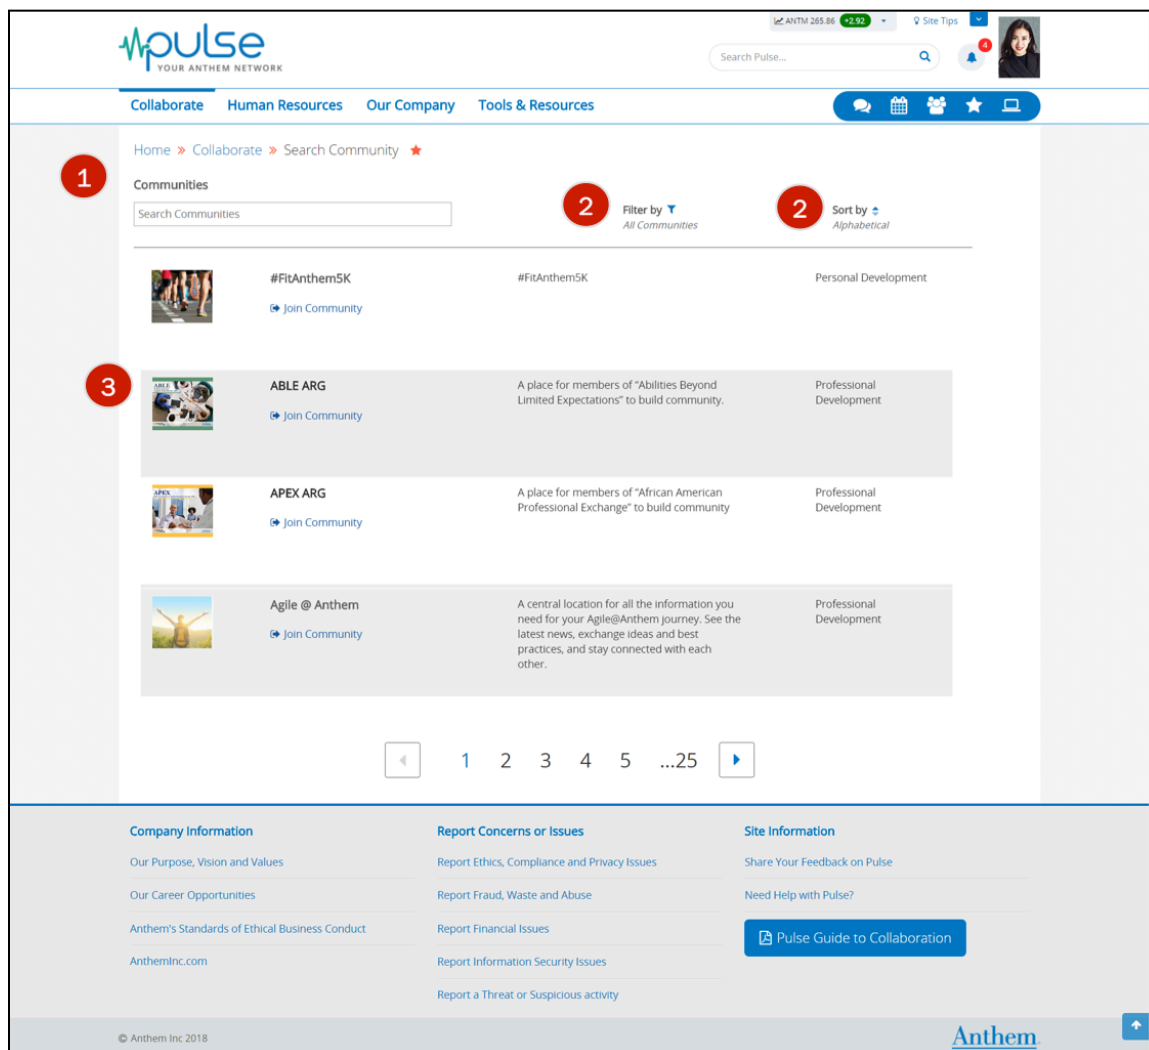 ANTM 265.86 +2.92
Site Tips
pulse
YOUR ANTHEM NETWORK
Search Pulse...
4
Collaborate Human Resources Our Company Tools & Resources
Home » Collaborate » Search Community
1
Communities
Search Communities
2
Filter by
All Communities
2
Sort by
Alphabetical
#FitAnthem5K
Join Community
#FitAnthem5K
Personal Development
3
ABLE
ABLE ARG
Join Community
A place for members of "Abilities Beyond
Limited Expectations" to build community.
Professional
Development
APEX
APEX ARG
Join Community
A place for members of "African American
Professional Exchange" to build community
Professional
Development
Agile @ Anthem
Join Community
A central location for all the information you
need for your Agile@Anthem journey. See the
latest news, exchange ideas and best
practices, and stay connected with each
other.
Professional
Development
1 2 3 4 5 ...25
Company Information
Our Purpose, Vision and Values
Our Career Opportunities
Anthem's Standards of Ethical Business Conduct
AnthemInc.com
Report Concerns or Issues
Report Ethics, Compliance and Privacy Issues
Report Fraud, Waste and Abuse
Report Financial Issues
Report Information Security Issues
Report a Threat or Suspicious activity
Site Information
Share Your Feedback on Pulse
Need Help with Pulse?
Pulse Guide to Collaboration
© Anthem Inc 2018
Anthem